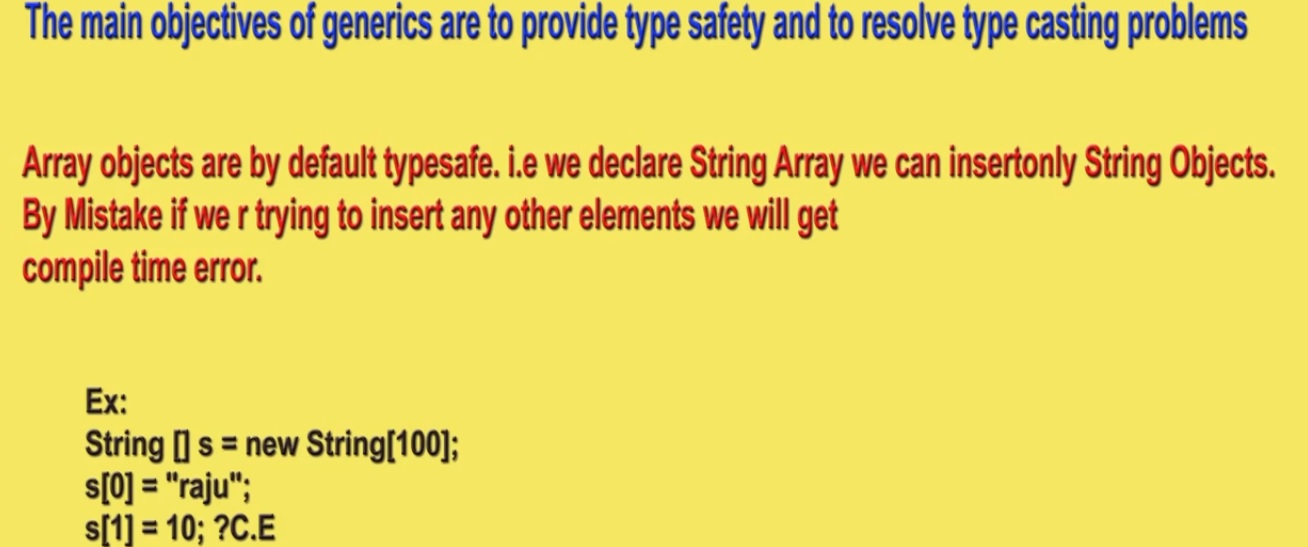 The main objectives of generics are to provide type safety and to resolve type casting problems
Array objects are by default typesafe. i.e we declare String Array we can insertonly String Objects.
By Mistake if we r trying to insert any other elements we will get
compile time error.
Ex:
String [] s = new String[100];
s[0] = "raju";
s[1] = 10; ?C.E